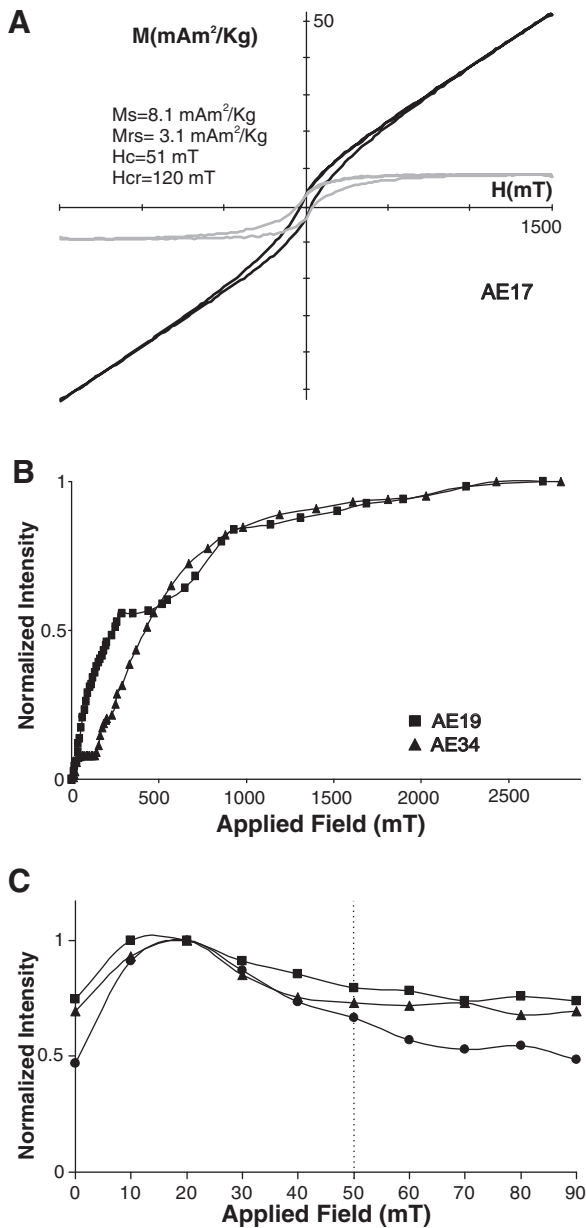 A
M(mAm²/Kg)
50
Ms=8.1 mAm²/Kg
Mrs= 3.1 mAm²/Kg
Hc=51 mT
Hcr=120 mT
H(mT)
1500
AE17
B
Normalized Intensity
1
0.5
0
0 500 1000 1500 2000 2500
Applied Field (mT)
AE19
AE34
C
Normalized Intensity
1
0.5
0
0 10 20 30 40 50 60 70 80 90
Applied Field (mT)